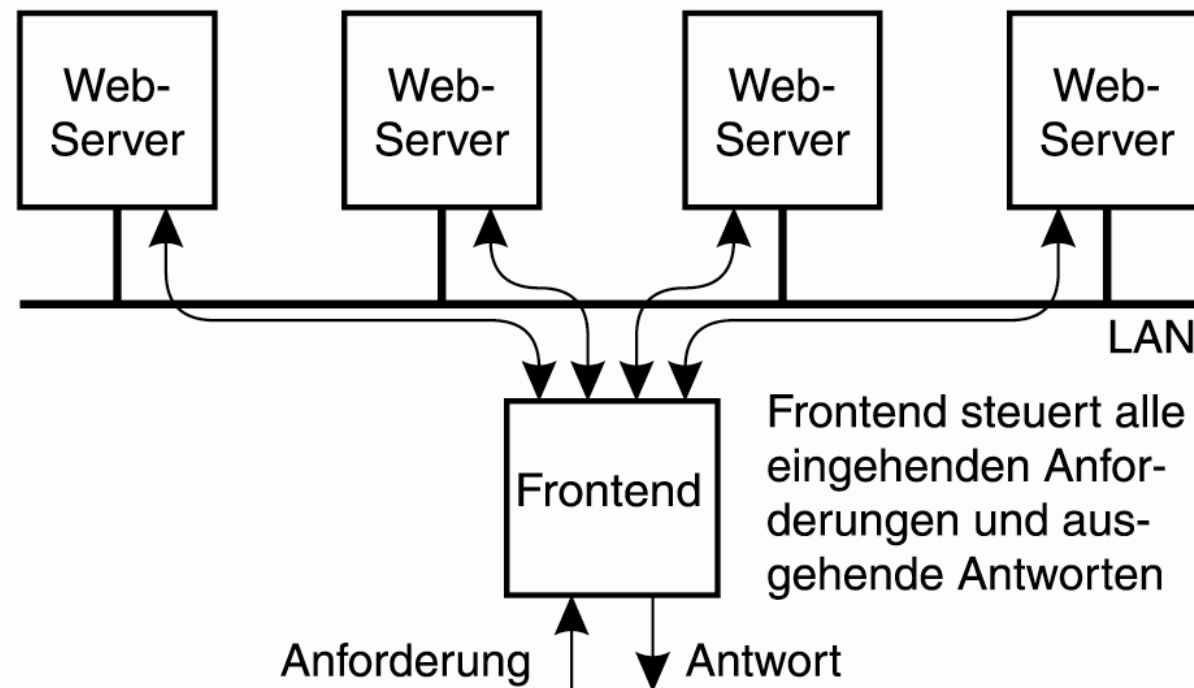 Web-
Server
Web-
Server
Web-
Server
Web-
Server
LAN
Frontend
Frontend steuert alle
eingehenden Anfor-
derungen und aus-
gehende Antworten
Anforderung
Antwort